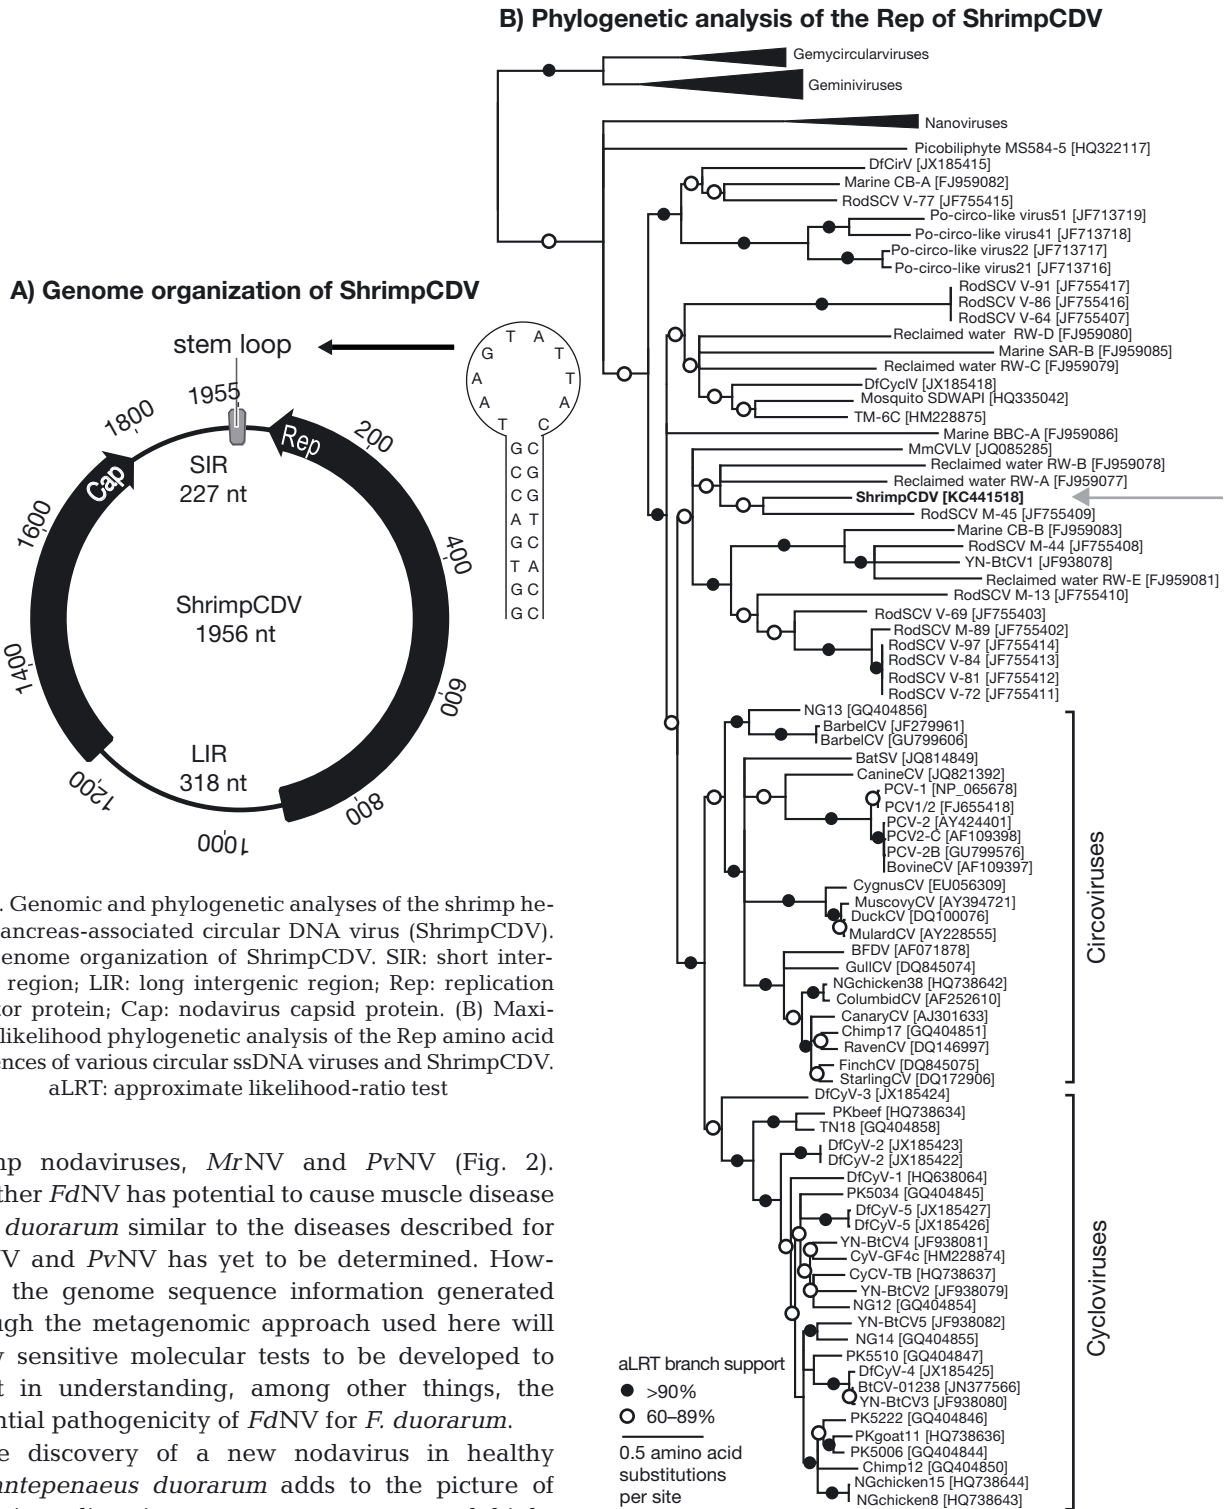 B) Phylogenetic analysis of the Rep of ShrimpCDV
Gemycircularviruses
Geminiviruses
Nanoviruses
Picobiliphyte MS584-5 [HQ322117]
DfCirV [JX185415]
Marine CB-A [FJ959082]
RodSCV V-77 [JF755415]
Po-circo-like virus51 [JF713719]
Po-circo-like virus41 [JF713718]
Po-circo-like virus22 [JF713717]
Po-circo-like virus21 [JF713716]
RodSCV V-91 [JF755417]
RodSCV V-86 [JF755416]
RodSCV V-64 [JF755407]
Reclaimed water RW-D [FJ959080]
Marine SAR-B [FJ959085]
Reclaimed water RW-C [FJ959079]
DfCyclV [JX185418]
Mosquito SDWAPI [HQ335042]
TM-6C [HM228875]
Marine BBC-A [FJ959086]
MmCVLV [JQ085285]
Reclaimed water RW-B [FJ959078]
Reclaimed water RW-A [FJ959077]
ShrimpCDV [KC441518]
RodSCV M-45 [JF755409]
Marine CB-B [FJ959083]
RodSCV M-44 [JF755408]
YN-BtCV1 [JF938078]
Reclaimed water RW-E [FJ959081]
RodSCV M-13 [JF755410]
RodSCV V-69 [JF755403]
RodSCV M-89 [JF755402]
RodSCV V-97 [JF755414]
RodSCV V-84 [JF755413]
RodSCV V-81 [JF755412]
RodSCV V-72 [JF755411]
NG13 [GQ404856]
BarbelCV [JF279961]
BarbelCV [GU799606]
BatSV [JQ814849]
CanineCV [JQ821392]
PCV-1 [NP_065678]
PCV1/2 [FJ655418]
PCV-2 [AY424401]
PCV2-C [AF109398]
PCV-2B [GU799576]
BovineCV [AF109397]
CygnusCV [EU056309]
MuscovyCV [AY394721]
DuckCV [DQ100076]
MulardCV [AY228555]
BFDV [AF071878]
GullCV [DQ845074]
NGchicken38 [HQ738642]
ColumbidCV [AF252610]
CanaryCV [AJ301633]
Chimp17 [GQ404851]
RavenCV [DQ146997]
FinchCV [DQ845075]
StarlingCV [DQ172906]
Circoviruses
DfCyV-3 [JX185424]
PKbeef [HQ738634]
TN18 [GQ404858]
DfCyV-2 [JX185423]
DfCyV-2 [JX185422]
DfCyV-1 [HQ638064]
PK5034 [GQ404845]
DfCyV-5 [JX185427]
DfCyV-5 [JX185426]
YN-BtCV4 [JF938081]
CyV-GF4c [HM228874]
CyCV-TB [HQ738637]
YN-BtCV2 [JF938079]
NG12 [GQ404854]
YN-BtCV5 [JF938082]
NG14 [GQ404855]
PK5510 [GQ404847]
DfCyV-4 [JX185425]
BtCV-01238 [JN377566]
YN-BtCV3 [JF938080]
PK5222 [GQ404846]
PKgoat11 [HQ738636]
PK5006 [GQ404844]
Chimp12 [GQ404850]
NGchicken15 [HQ738644]
NGchicken8 [HQ738643]
Cycloviruses
aLRT branch support
>90%
60–89%
0.5 amino acid
substitutions
per site
A) Genome organization of ShrimpCDV
stem loop
1955
200
400
600
800
1000
1200
1400
1600
1800
Rep
Cap
SIR
227 nt
ShrimpCDV
1956 nt
LIR
318 nt
T A
G T
A T
A A
T C
G C
C G
C G
C G
A T
G C
T A
G C
G C
. Genomic and phylogenetic analyses of the shrimp he-
ancreas-associated circular DNA virus (ShrimpCDV).
enome organization of ShrimpCDV. SIR: short inter-
region; LIR: long intergenic region; Rep: replication
tor protein; Cap: nodavirus capsid protein. (B) Maxi-
likelihood phylogenetic analysis of the Rep amino acid
ences of various circular ssDNA viruses and ShrimpCDV.
aLRT: approximate likelihood-ratio test
mp nodaviruses, MrNV and PvNV (Fig. 2).
ther FdNV has potential to cause muscle disease
duorarum similar to the diseases described for
V and PvNV has yet to be determined. How-
the genome sequence information generated
ugh the metagenomic approach used here will
w sensitive molecular tests to be developed to
t in understanding, among other things, the
ntial pathogenicity of FdNV for F. duorarum.
e discovery of a new nodavirus in healthy
antepenaeus duorarum adds to the picture of